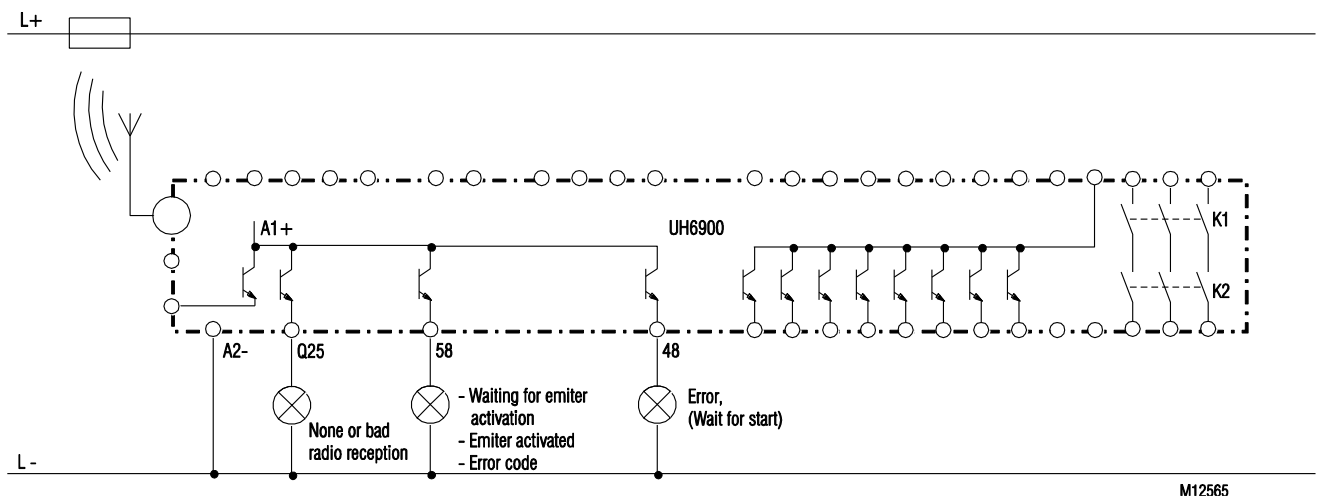 L+
A1+
UH6900
K1
K2
A2-
Q25
58
48
None or bad
radio reception
- Waiting for emiter
activation
- Emiter activated
- Error code
Error,
(Wait for start)
L -
M12565